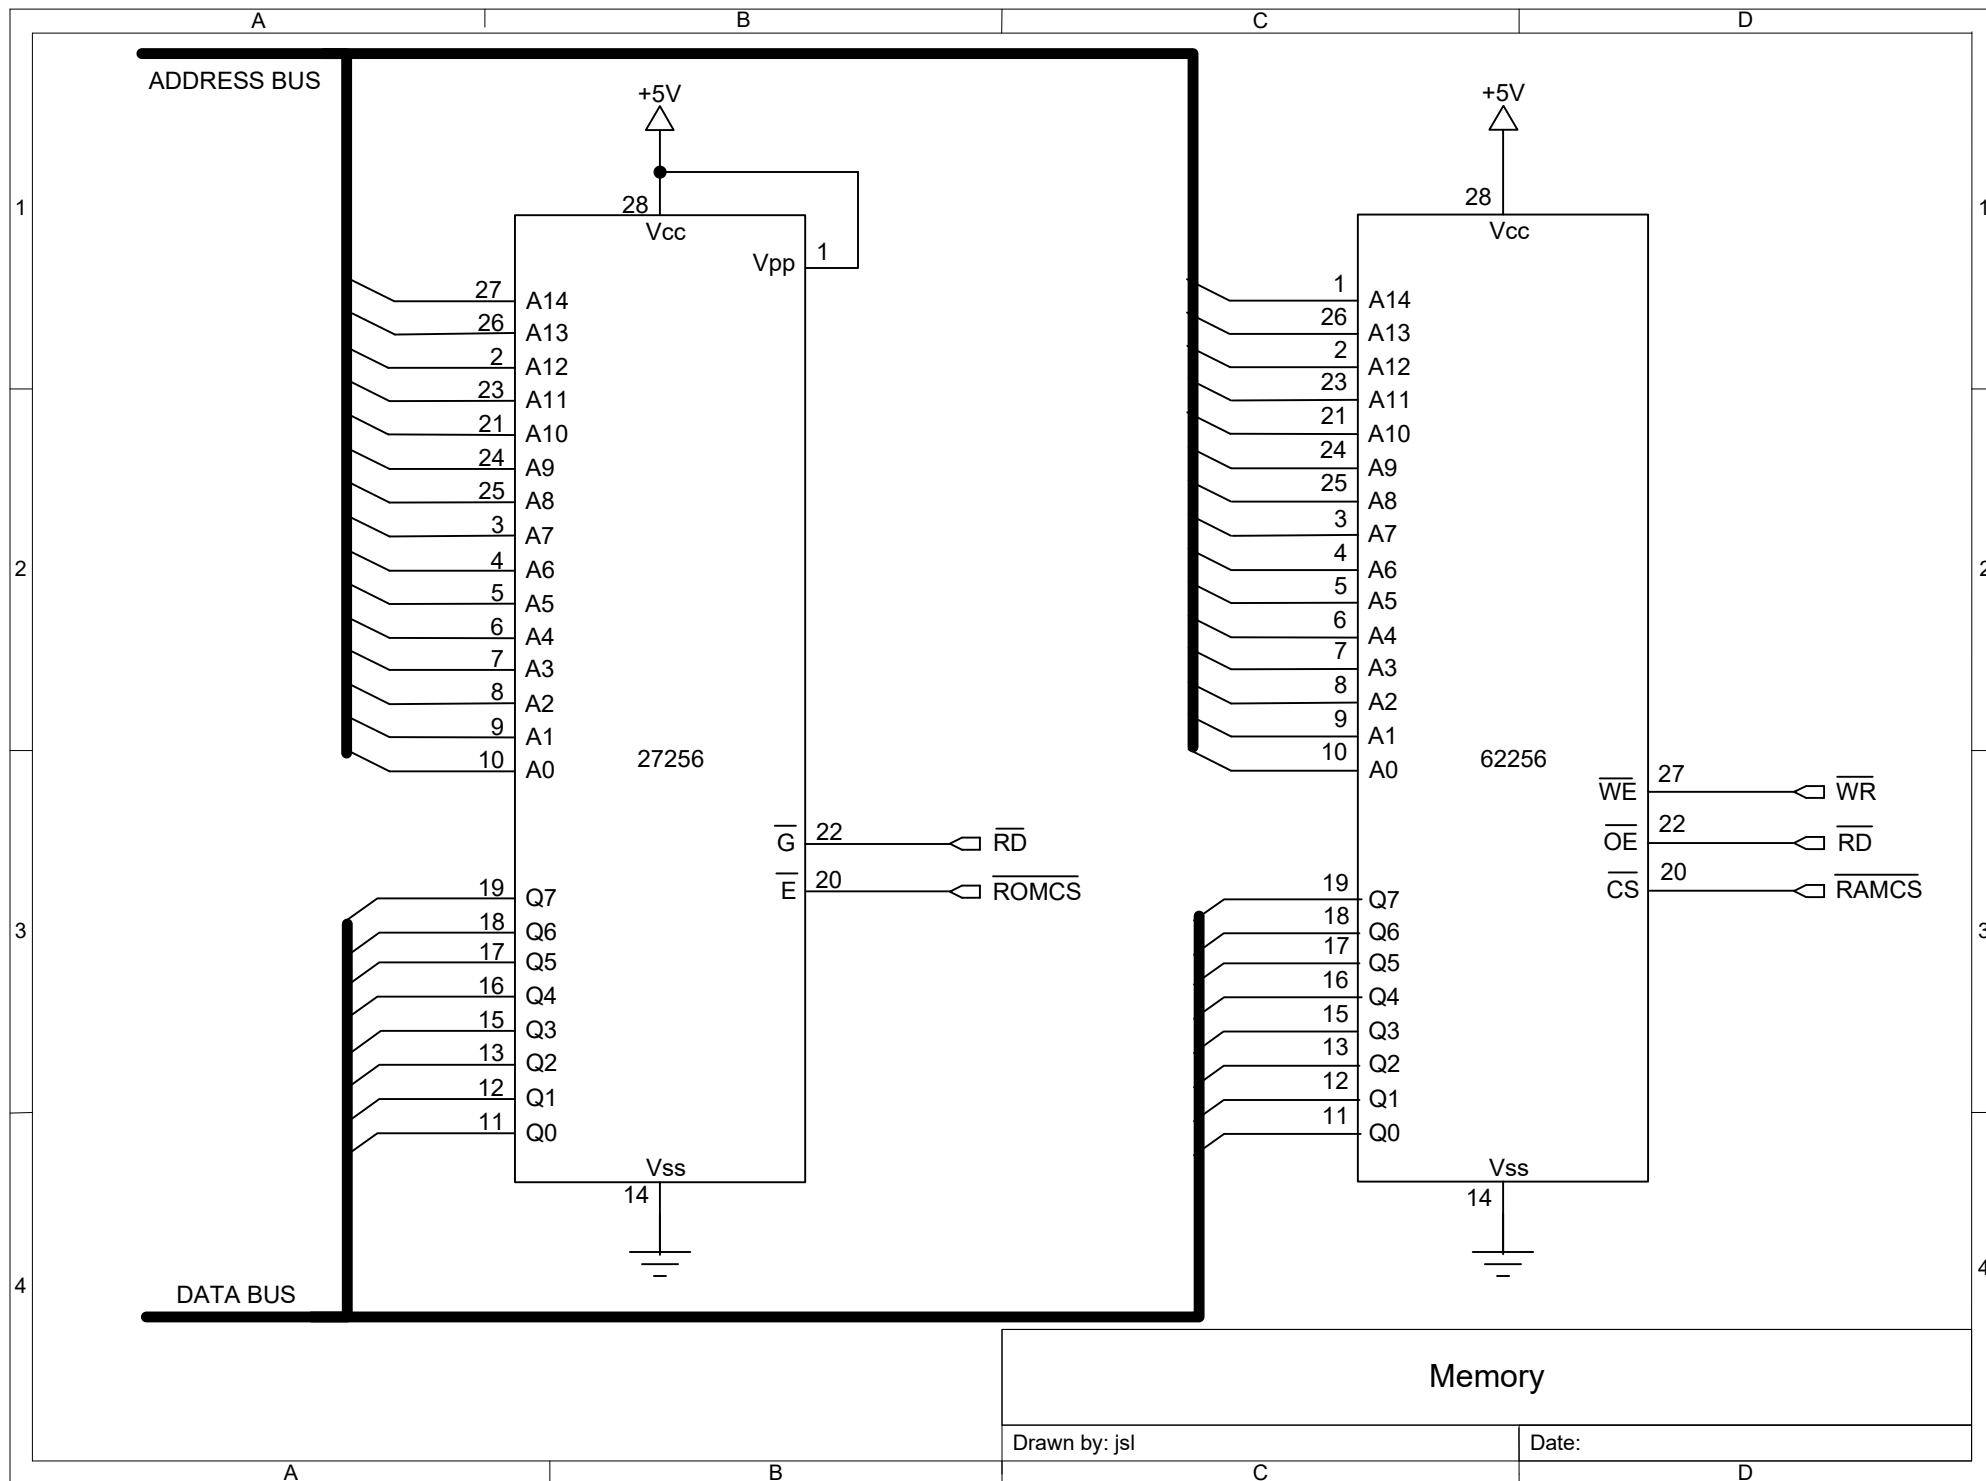 A B C D
ADDRESS BUS
+5V
+5V
1
28
Vcc
Vpp
1
28
Vcc
1
27 A14
26 A13
2 A12
23 A11
21 A10
24 A9
25 A8
3 A7
4 A6
5 A5
6 A4
7 A3
8 A2
9 A1
10 A0
27256
G 22 RD
E 20 ROMCS
19 Q7
18 Q6
17 Q5
16 Q4
15 Q3
13 Q2
12 Q1
11 Q0
Vss
14
1 A14
26 A13
2 A12
23 A11
21 A10
24 A9
25 A8
3 A7
4 A6
5 A5
6 A4
7 A3
8 A2
9 A1
10 A0
62256
WE 27 WR
OE 22 RD
CS 20 RAMCS
19 Q7
18 Q6
17 Q5
16 Q4
15 Q3
13 Q2
12 Q1
11 Q0
Vss
14
2
2
3
3
4
4
DATA BUS
Memory
Drawn by: jsl
Date:
A B C D